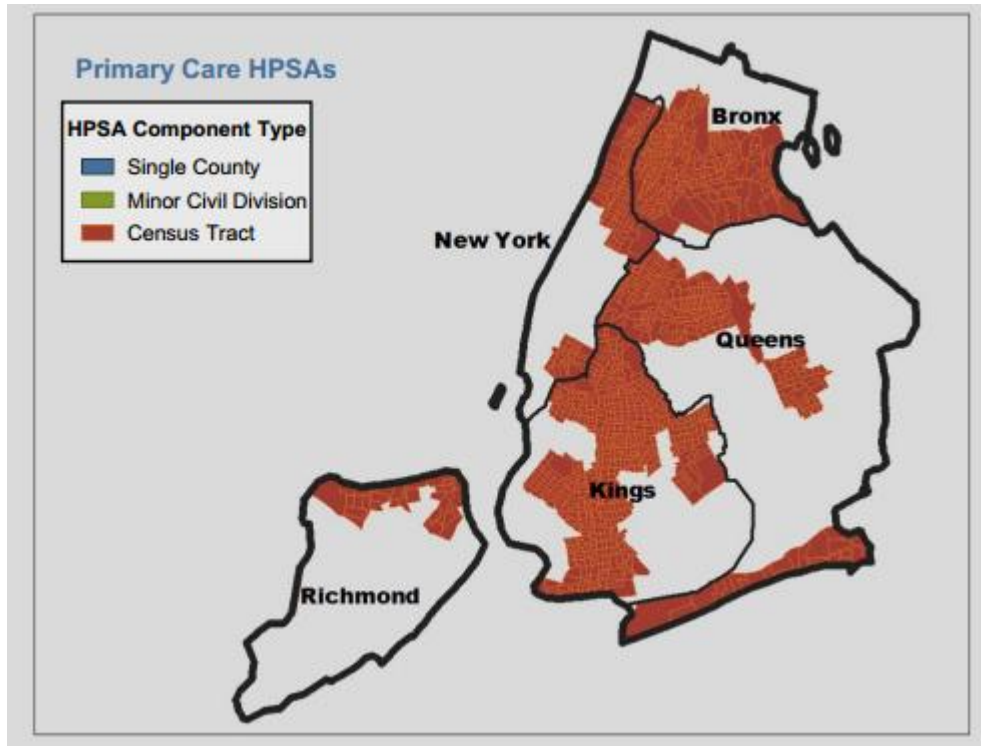 Primary Care HPSAs
HPSA Component Type
Single County
Minor Civil Division
Census Tract
Bronx
New York
Queens
Kings
Richmond